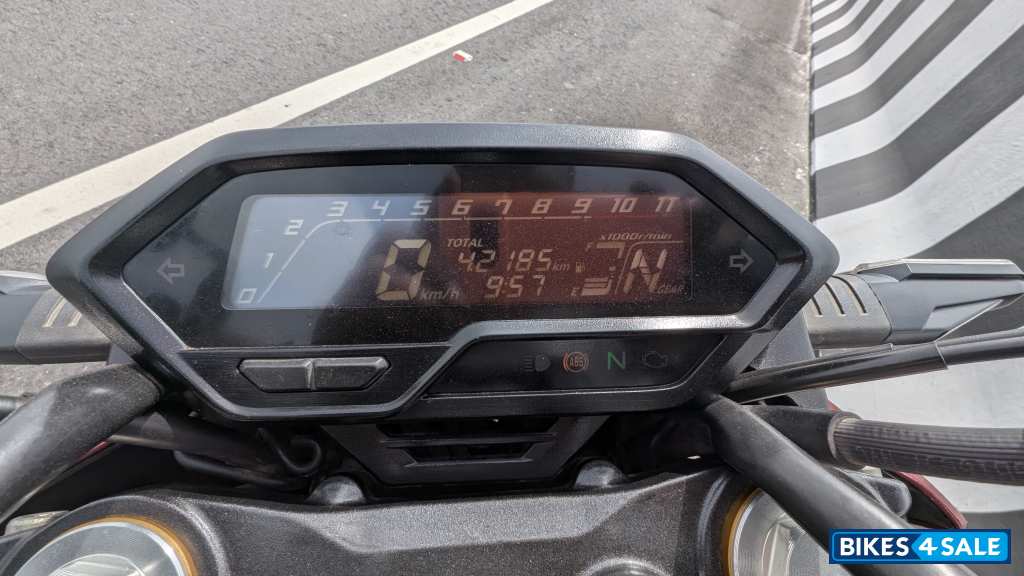 0 1 2 3 4 5 6 7 8 9 10 11
x1000r/min
TOTAL
0 km/h
42185 km
9:57
F
E
N
GEAR
ABS
N
BIKES4SALE